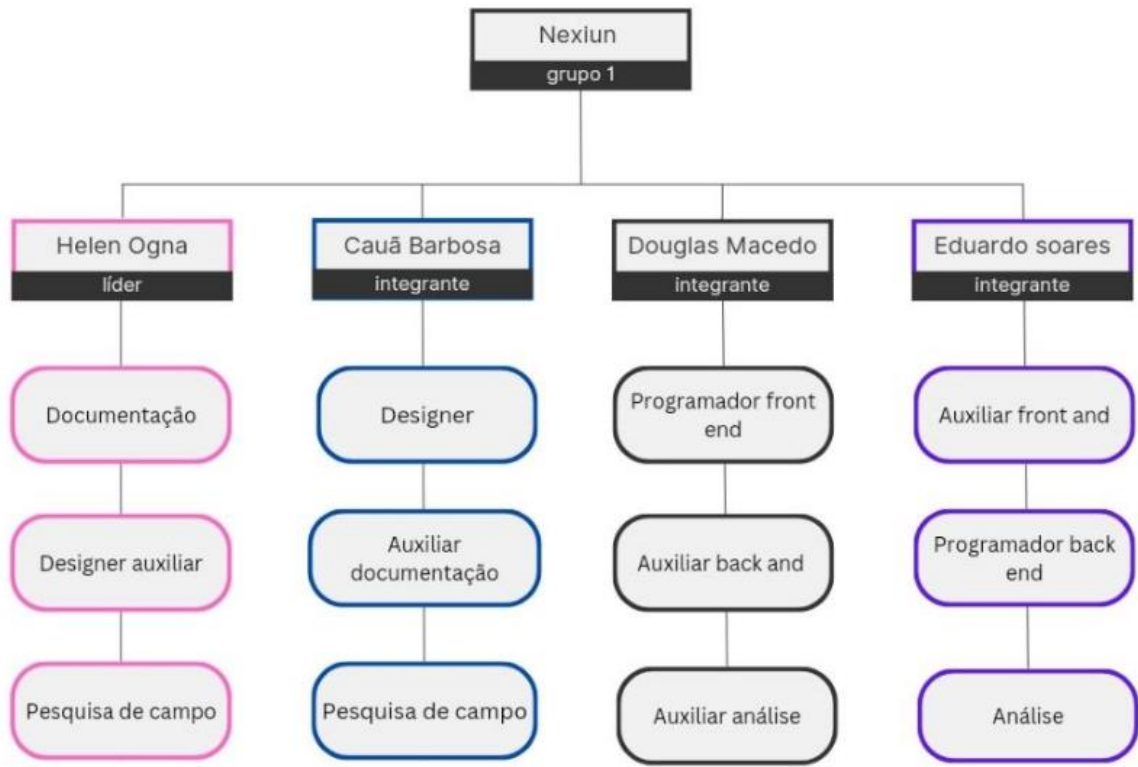 Nexiun
grupo 1
Helen Ogna
líder
Cauã Barbosa
integrante
Douglas Macedo
integrante
Eduardo soares
integrante
Documentação
Designer
Programador front
end
Auxiliar front and
Designer auxiliar
Auxiliar
documentação
Auxiliar back and
Programador back
end
Pesquisa de campo
Pesquisa de campo
Auxiliar análise
Análise